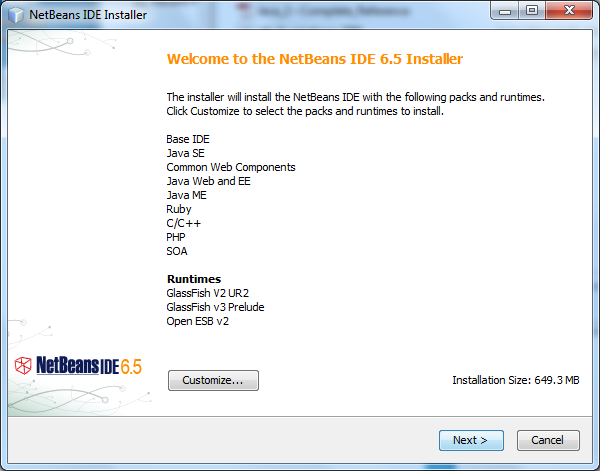 NetBeans IDE Installer
Welcome to the NetBeans IDE 6.5 Installer
The installer will install the NetBeans IDE with the following packs and runtimes.
Click Customize to select the packs and runtimes to install.
Base IDE
Java SE
Common Web Components
Java Web and EE
Java ME
Ruby
C/C++
PHP
SOA
Runtimes
GlassFish V2 UR2
GlassFish v3 Prelude
Open ESB v2
NetBeans IDE 6.5
Customize...
Installation Size: 649.3 MB
Next >
Cancel